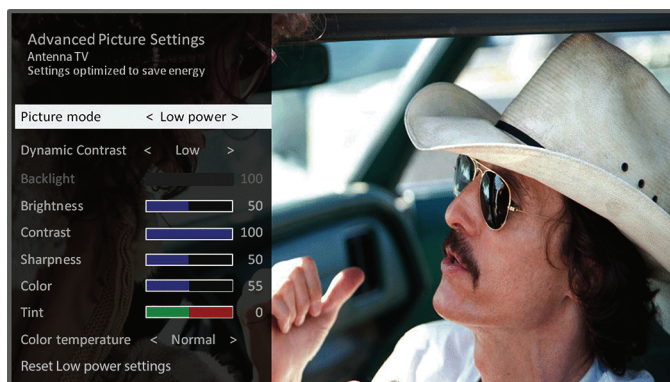 Advanced Picture Settings
Antenna TV
Settings optimized to save energy
Picture mode < Low power >
Dynamic Contrast < Low >
Backlight 100
Brightness 50
Contrast 100
Sharpness 50
Color 55
Tint 0
Color temperature < Normal >
Reset Low power settings